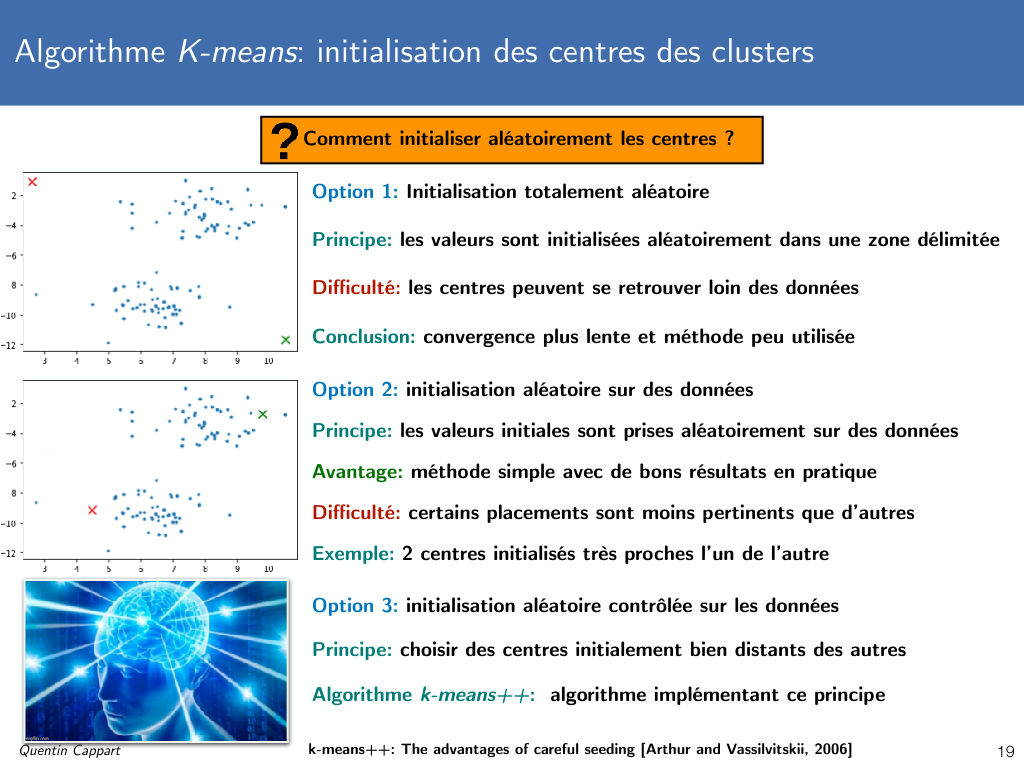 Algorithme K-means: initialisation des centres des clusters
? Comment initialiser aléatoirement les centres ?
2
−4
−6
8
−10
−12
3 4 5 6 7 8 9 10
Option 1: Initialisation totalement aléatoire
Principe: les valeurs sont initialisées aléatoirement dans une zone délimitée
Difficulté: les centres peuvent se retrouver loin des données
Conclusion: convergence plus lente et méthode peu utilisée
2
−4
−6
8
−10
−12
3 4 5 6 7 8 9 10
Option 2: initialisation aléatoire sur des données
Principe: les valeurs initiales sont prises aléatoirement sur des données
Avantage: méthode simple avec de bons résultats en pratique
Difficulté: certains placements sont moins pertinents que d'autres
Exemple: 2 centres initialisés très proches l'un de l'autre
Option 3: initialisation aléatoire contrôlée sur les données
Principe: choisir des centres initialement bien distants des autres
Algorithme k-means++: algorithme implémentant ce principe
imgflip.com
Quentin Cappart
k-means++: The advantages of careful seeding [Arthur and Vassilvitskii, 2006]
19